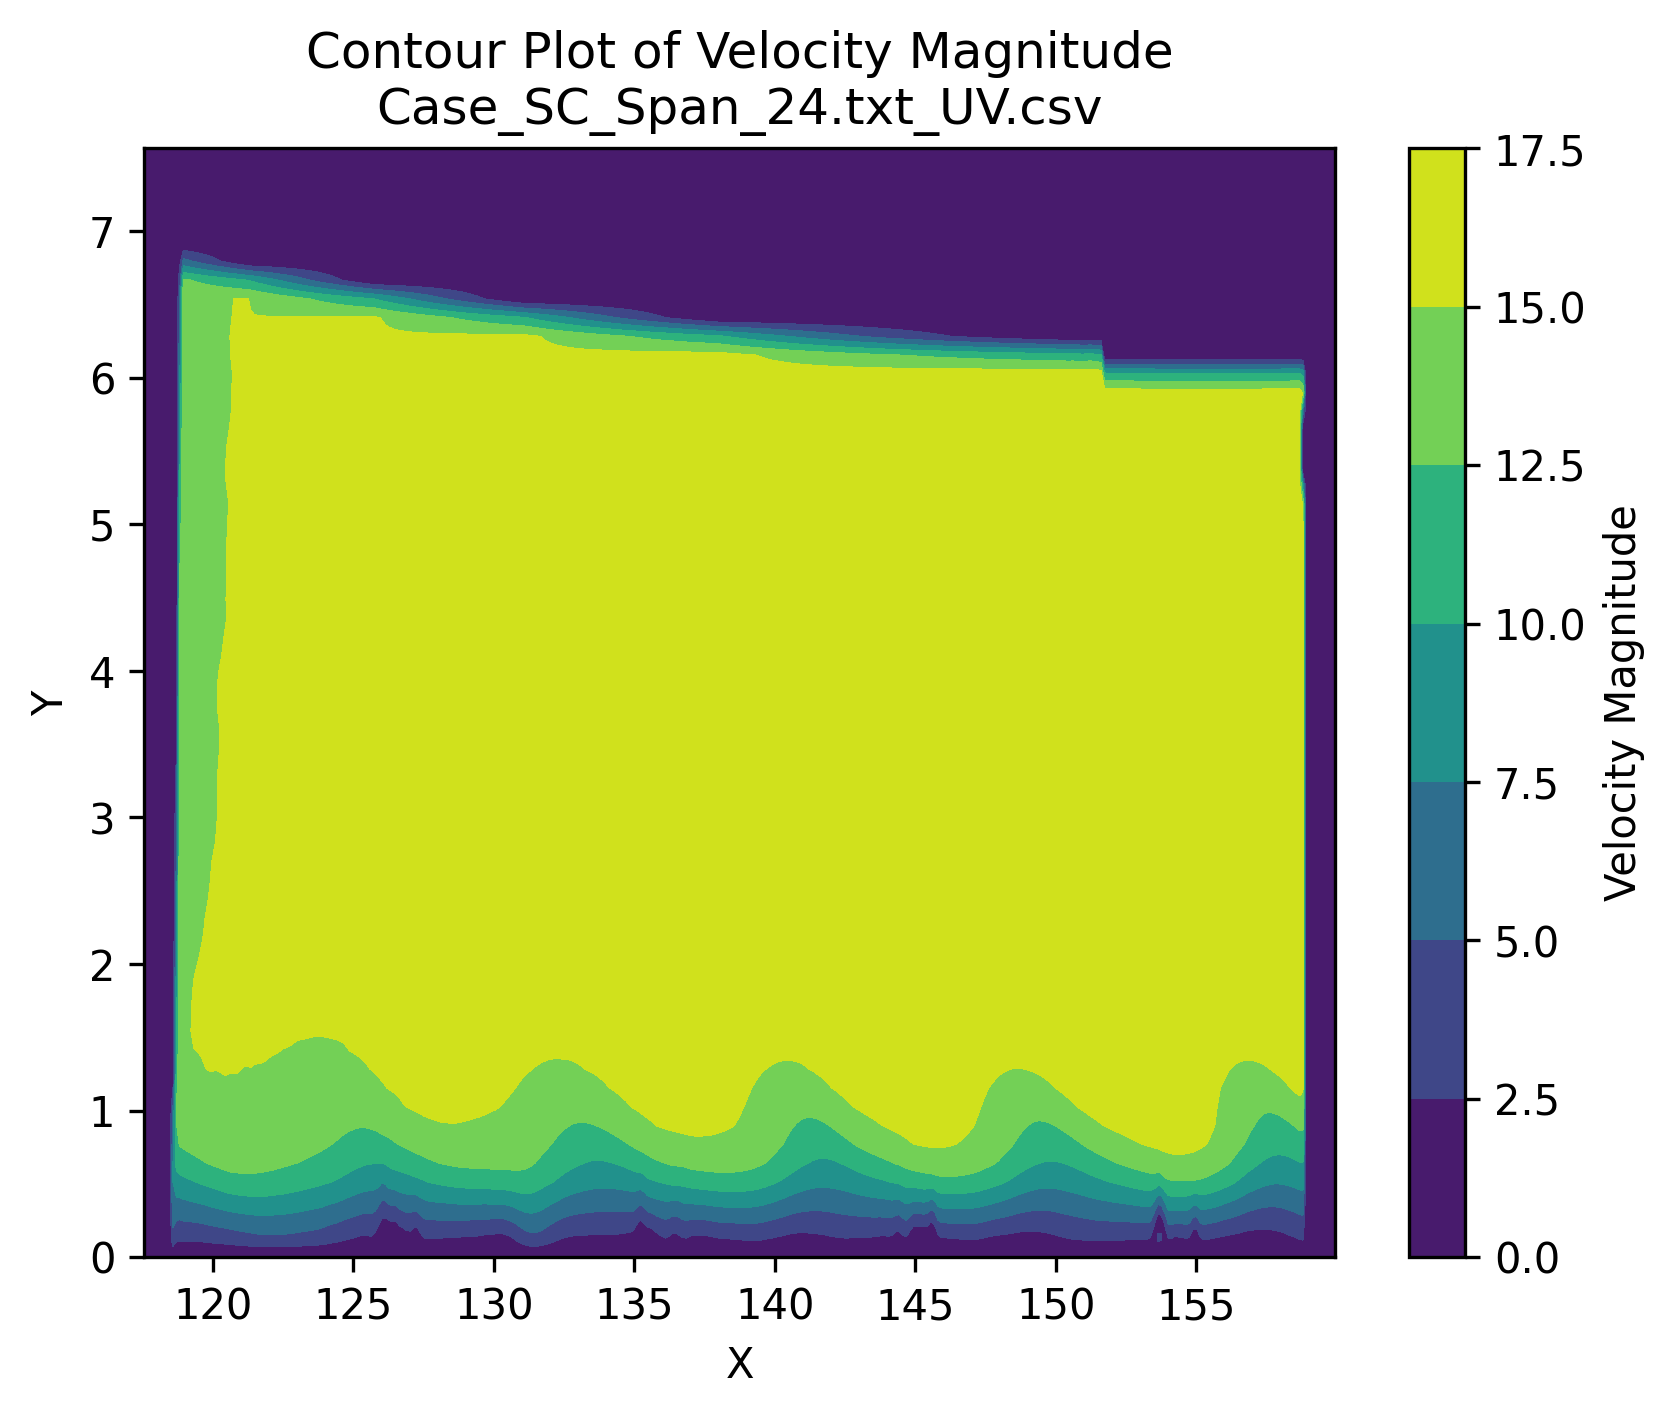 Contour Plot of Velocity Magnitude
Case_SC_Span_24.txt_UV.csv
7
6
5
4
3
2
1
0
Y
120 125 130 135 140 145 150 155
X
17.5
15.0
12.5
10.0
7.5
5.0
2.5
0.0
Velocity Magnitude